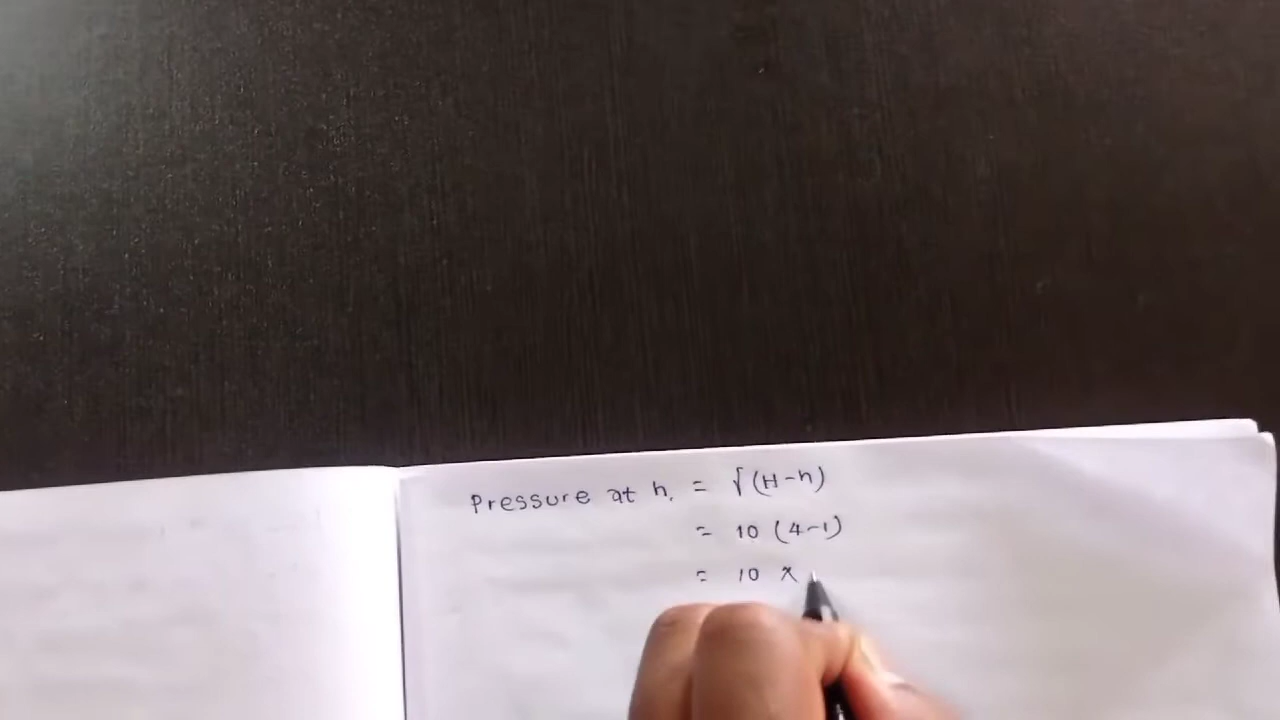 Pressure at h, = √(H-h)
= 10 (4-1)
= 10 ×